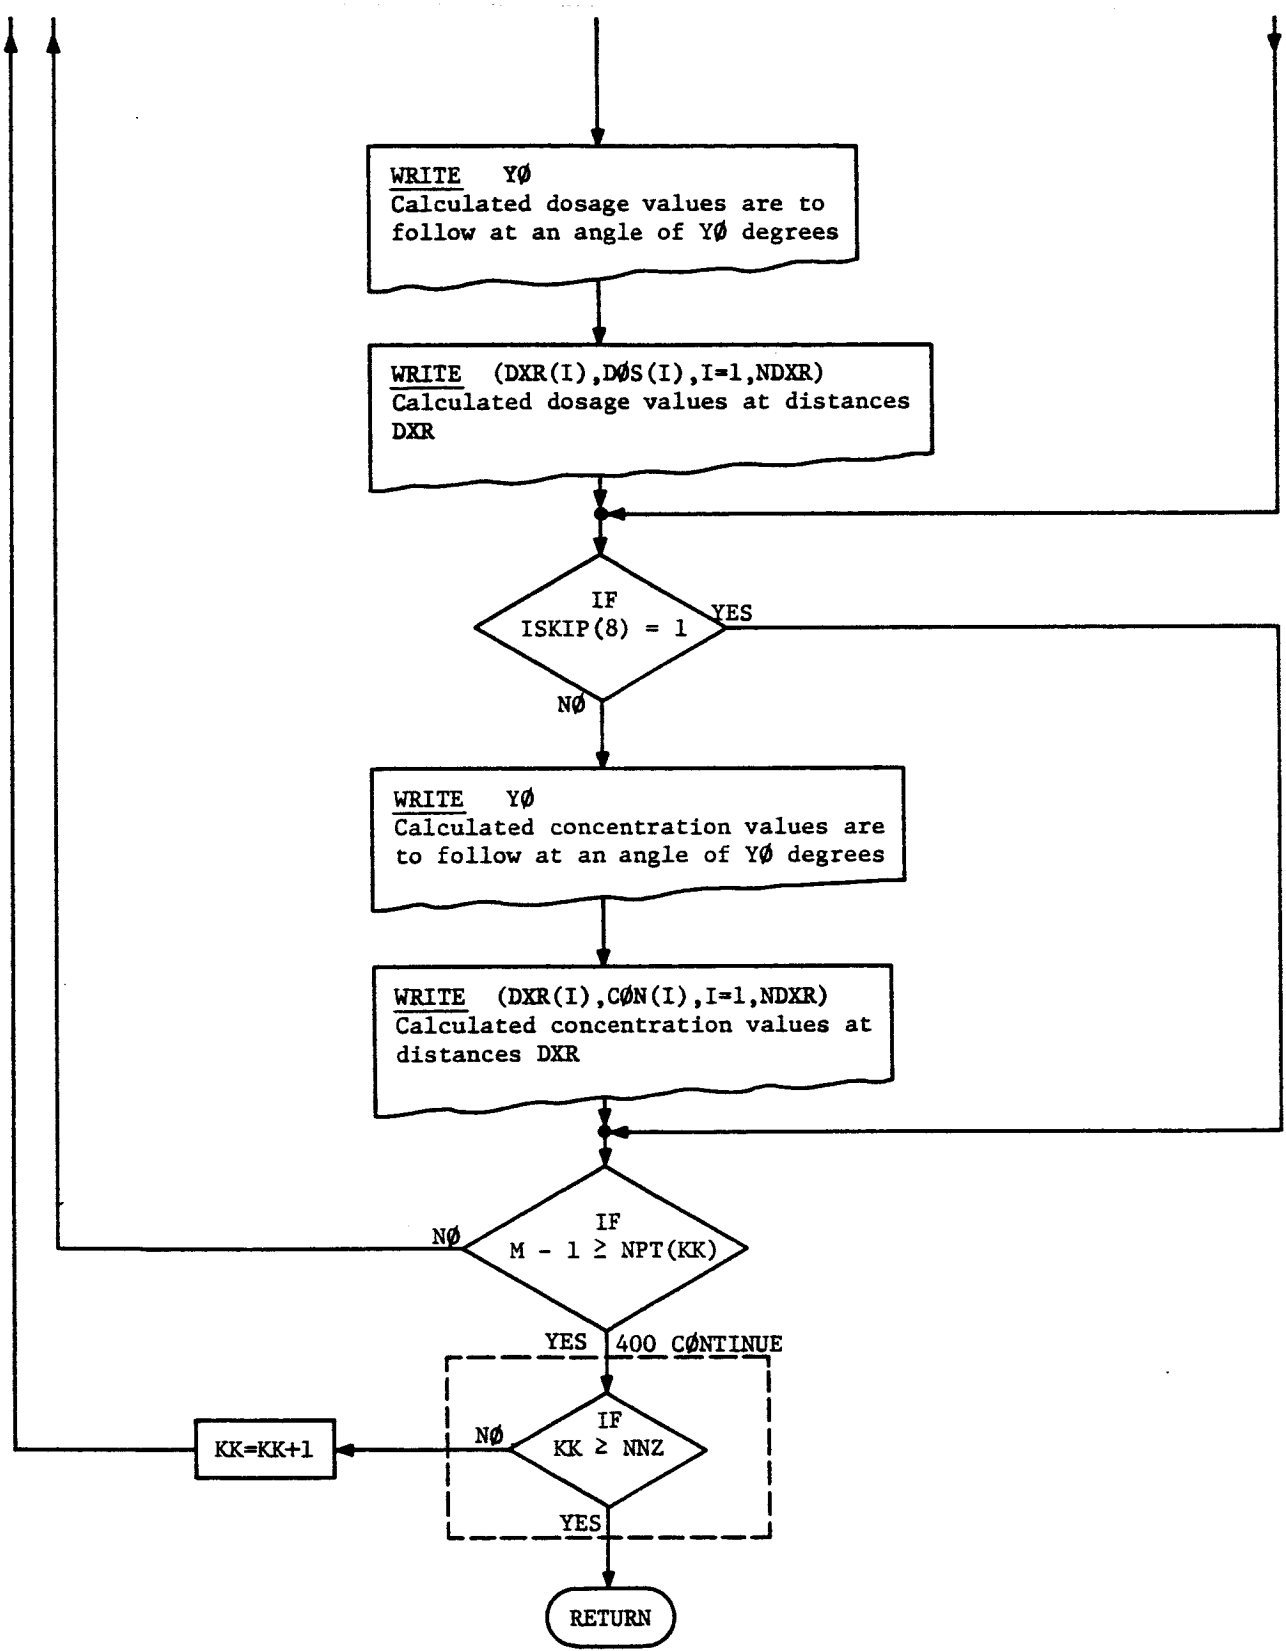 WRITE YØ
Calculated dosage values are to
follow at an angle of YØ degrees
WRITE (DXR(I),DØS(I),I=1,NDXR)
Calculated dosage values at distances
DXR
IF
ISKIP(8) = 1
YES
NØ
WRITE YØ
Calculated concentration values are
to follow at an angle of YØ degrees
WRITE (DXR(I),CØN(I),I=1,NDXR)
Calculated concentration values at
distances DXR
IF
M - 1 ≥ NPT(KK)
NØ
YES
400 CØNTINUE
IF
KK ≥ NNZ
NØ
KK=KK+1
YES
RETURN